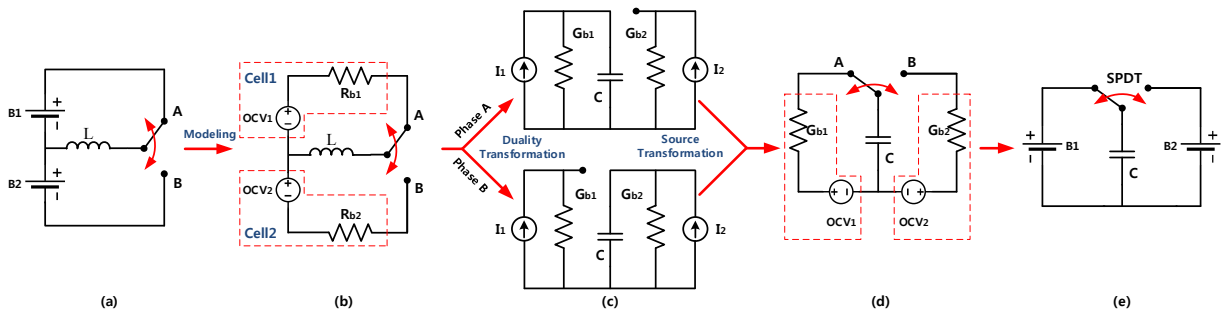 B1
+
−
L
A
B
B2
+
−
(a)
Modeling
Cell1
Rb1
OCV1
+
−
A
L
B
OCV2
+
−
Rb2
Cell2
(b)
Phase A
Phase B
Duality
Transformation
Source
Transformation
I1
Gb1
C
Gb2
I2
I1
Gb1
C
Gb2
I2
(c)
A
B
Gb1
Gb2
C
+
−
−
+
OCV1
OCV2
(d)
SPDT
+
−
B1
C
B2
+
−
(e)